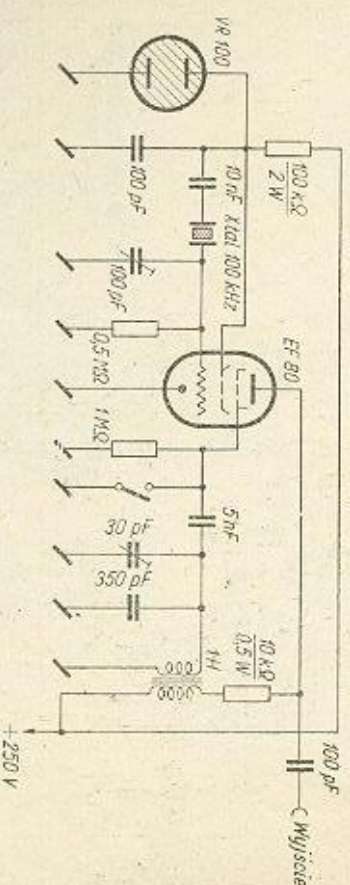 VR 100
100 kΩ
2 W
100 pF
10 nF
Xtal 100 kHz
100 pF
0,5 MΩ
EF 80
1 MΩ
5 nF
30 pF
350 pF
1H
10 kΩ
0,5 W
+250 V
100 pF
Wyjście